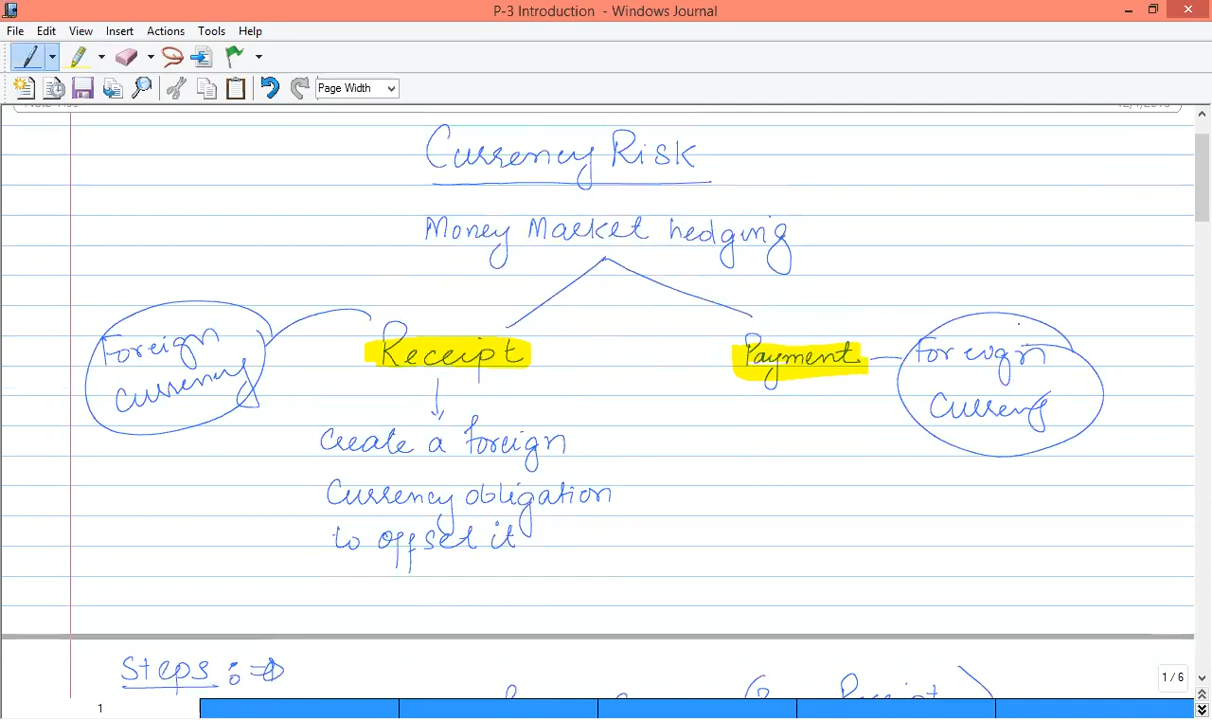 P-3 Introduction - Windows Journal
File Edit View Insert Actions Tools Help
Page Width
Currency Risk
Money Market hedging
Foreign
currency
Receipt
Payment
Foreign
Currency
Create a foreign
Currency obligation
to offset it
1 / 6
Steps :⇒
Receipt
1